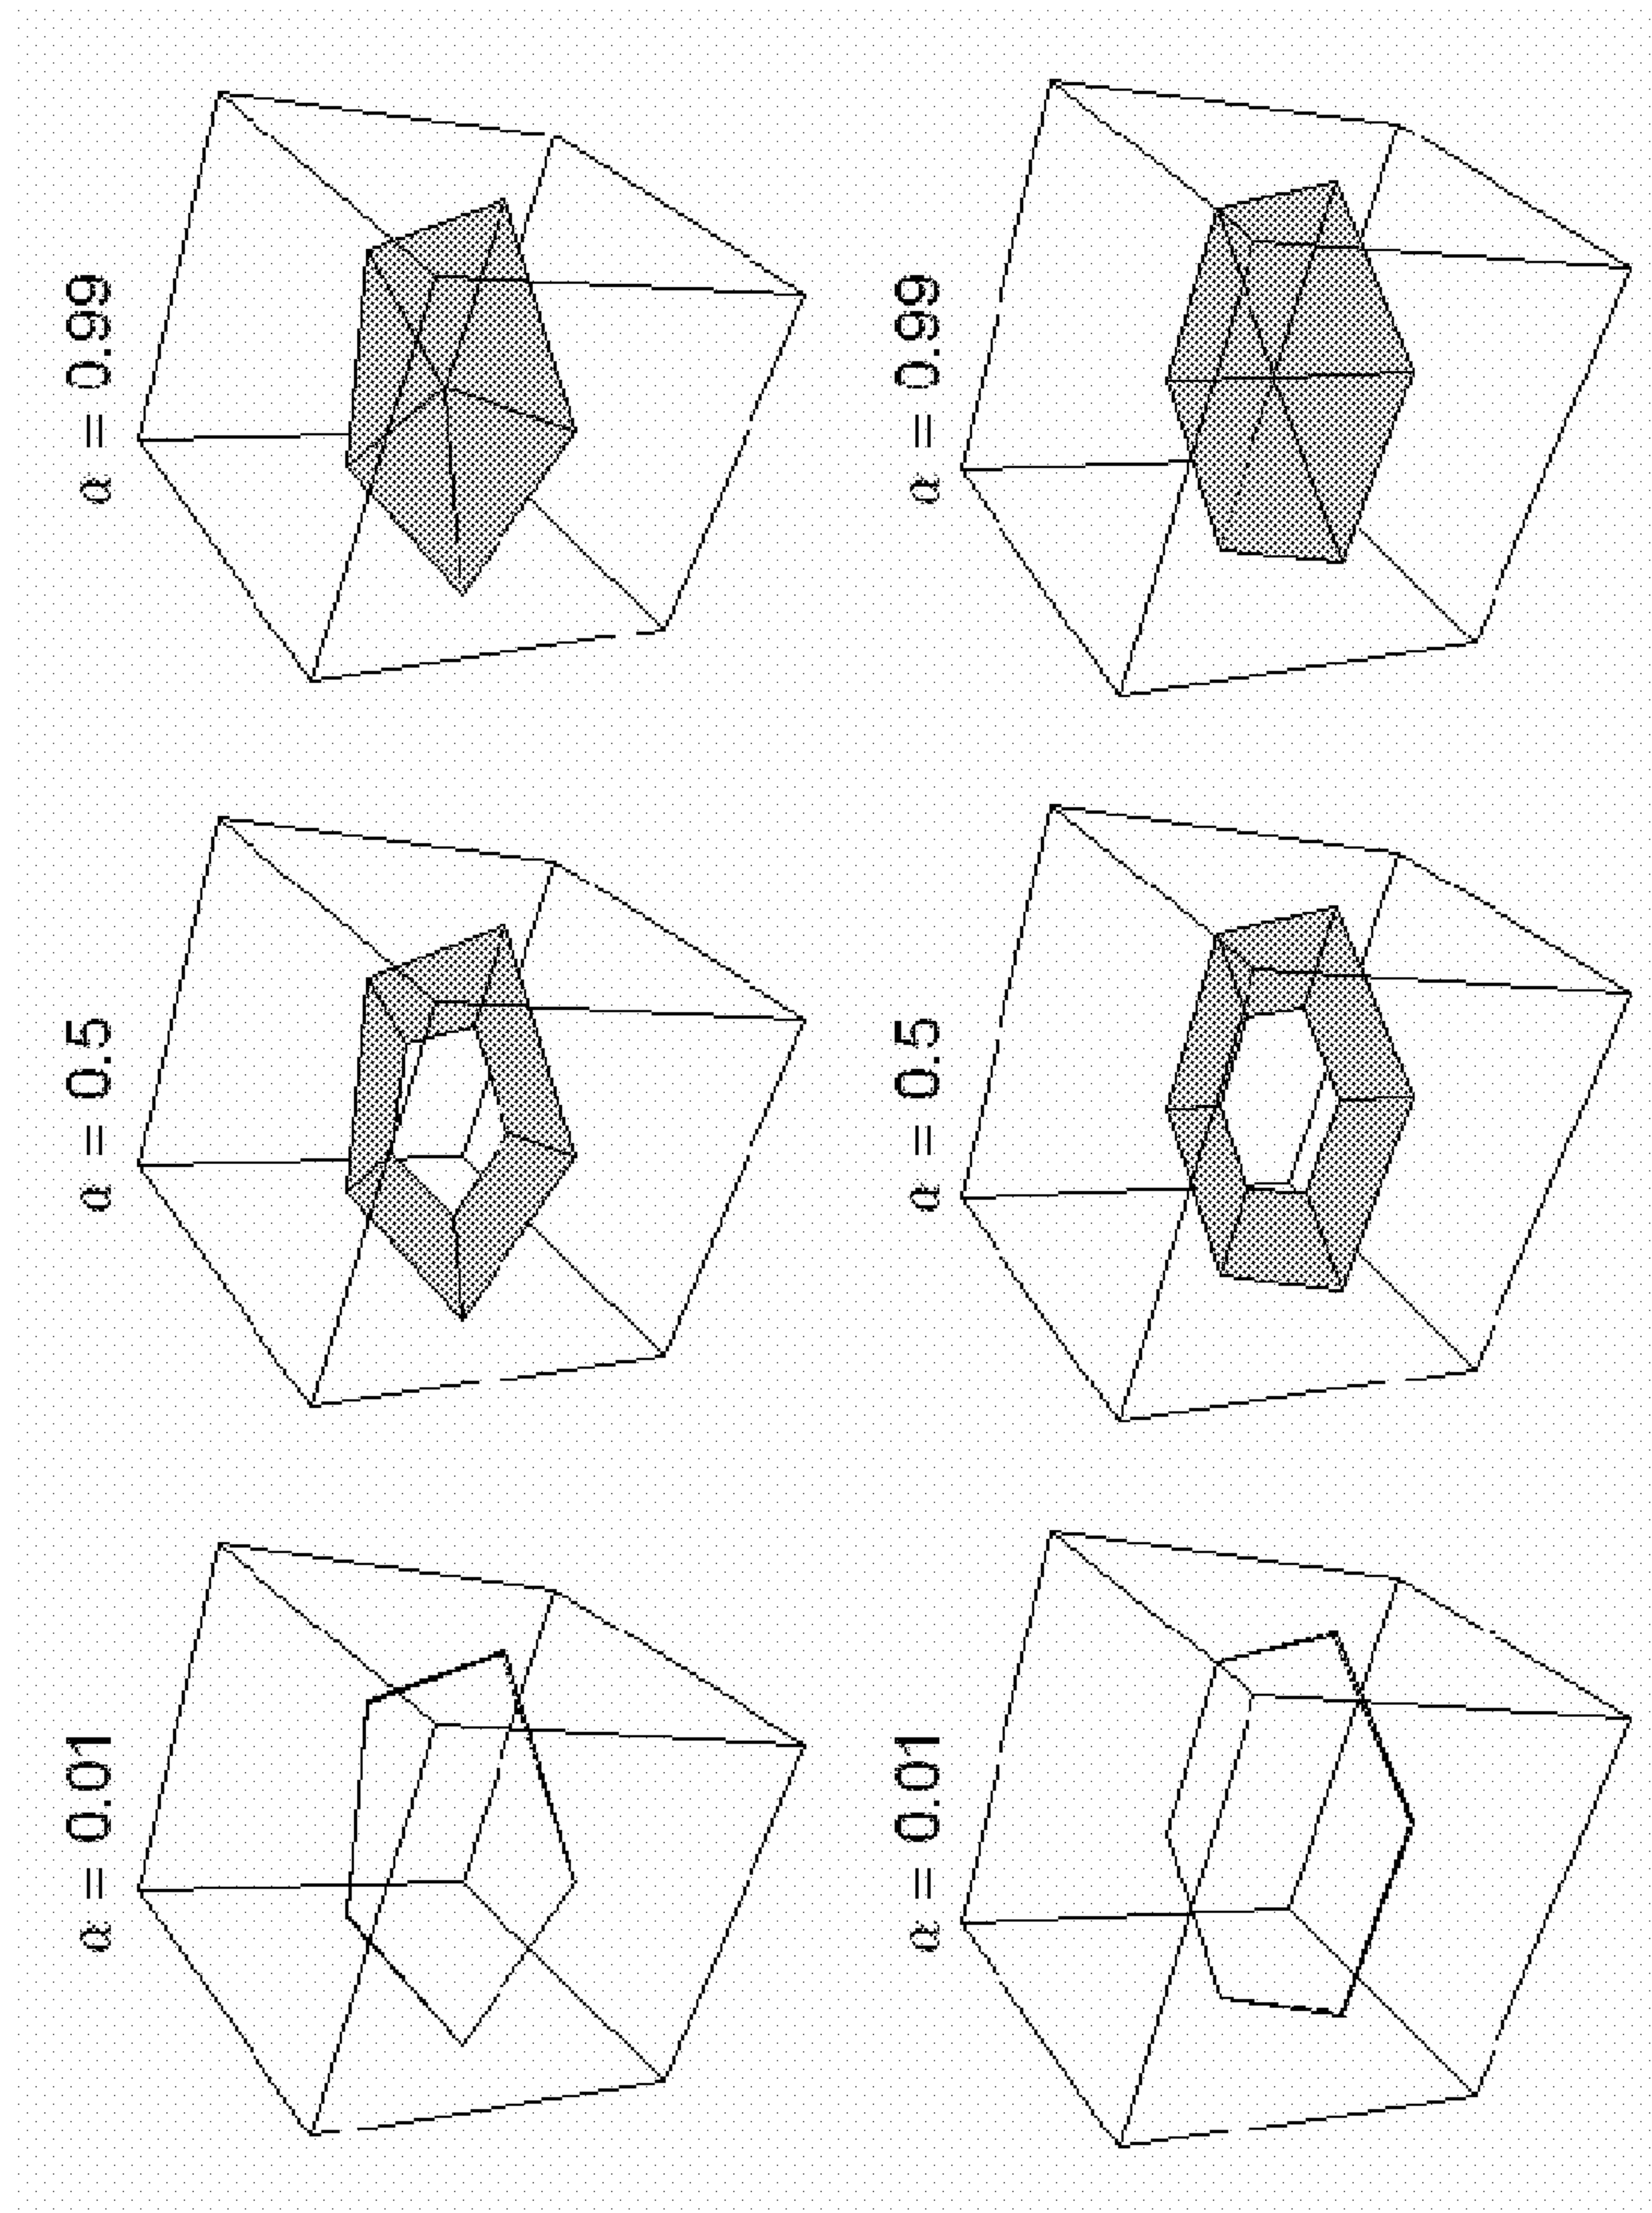 α = 0.01
α = 0.5
α = 0.99
α = 0.01
α = 0.5
α = 0.99